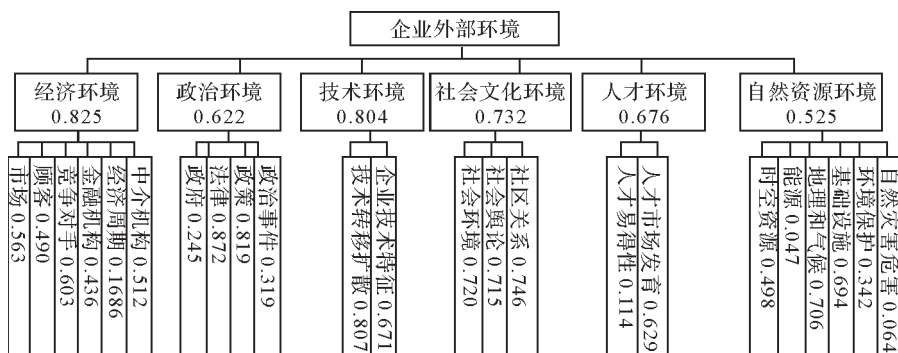 企业外部环境
经济环境
0.825
政治环境
0.622
技术环境
0.804
社会文化环境
0.732
人才环境
0.676
自然资源环境
0.525
市场 0.563
顾客 0.490
竞争对手 0.603
金融机构 0.436
经济周期 0.1686
中介机构 0.512
政府 0.245
法律 0.872
政策 0.819
政治事件 0.319
技术转移扩散 0.807
企业技术特征 0.671
社会环境 0.720
社会舆论 0.715
社区关系 0.746
人才易得性 0.114
人才市场发育 0.629
时空资源 0.498
能源 0.047
地理和气候 0.706
基础设施 0.694
环境保护 0.342
自然灾害危害 0.064